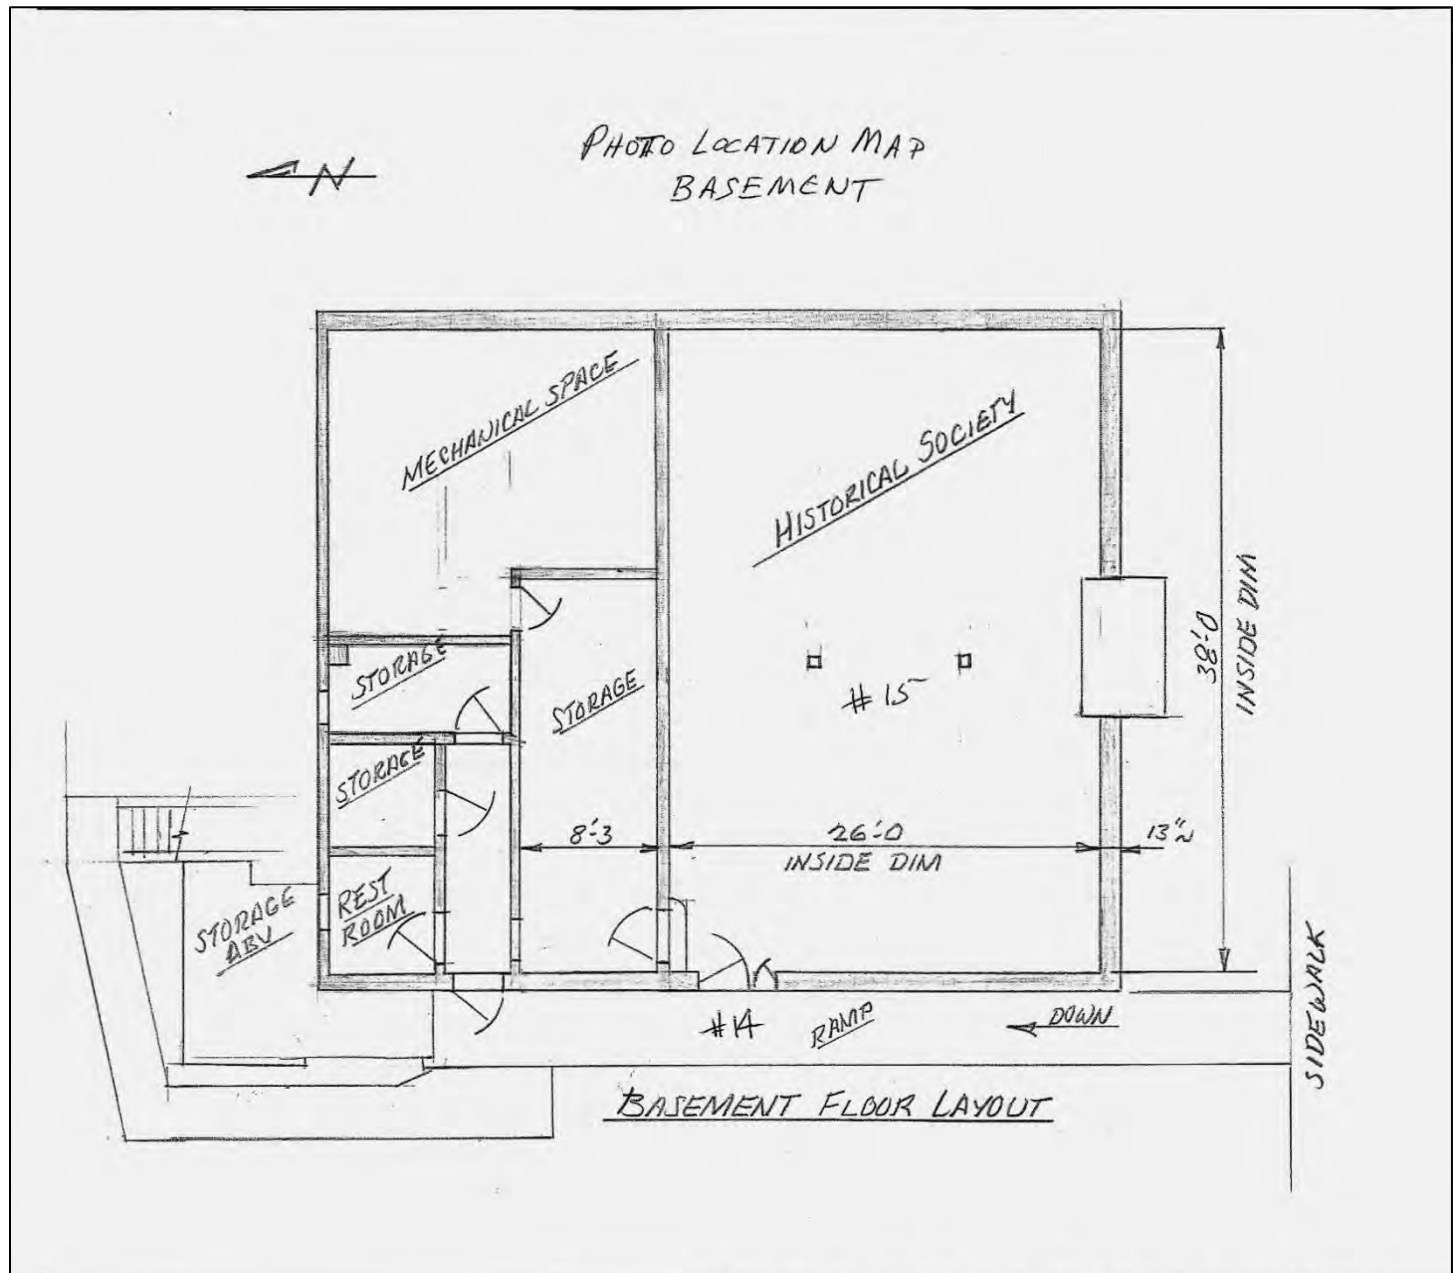 PHOTO LOCATION MAP
BASEMENT
N
MECHANICAL SPACE
HISTORICAL SOCIETY
STORAGE
STORAGE
STORAGE
# 15
38'-0
INSIDE DIM
8'-3
26'-0
INSIDE DIM
13"~
REST
ROOM
STORAGE
ABV
#14
RAMP
DOWN
SIDEWALK
BASEMENT FLOOR LAYOUT